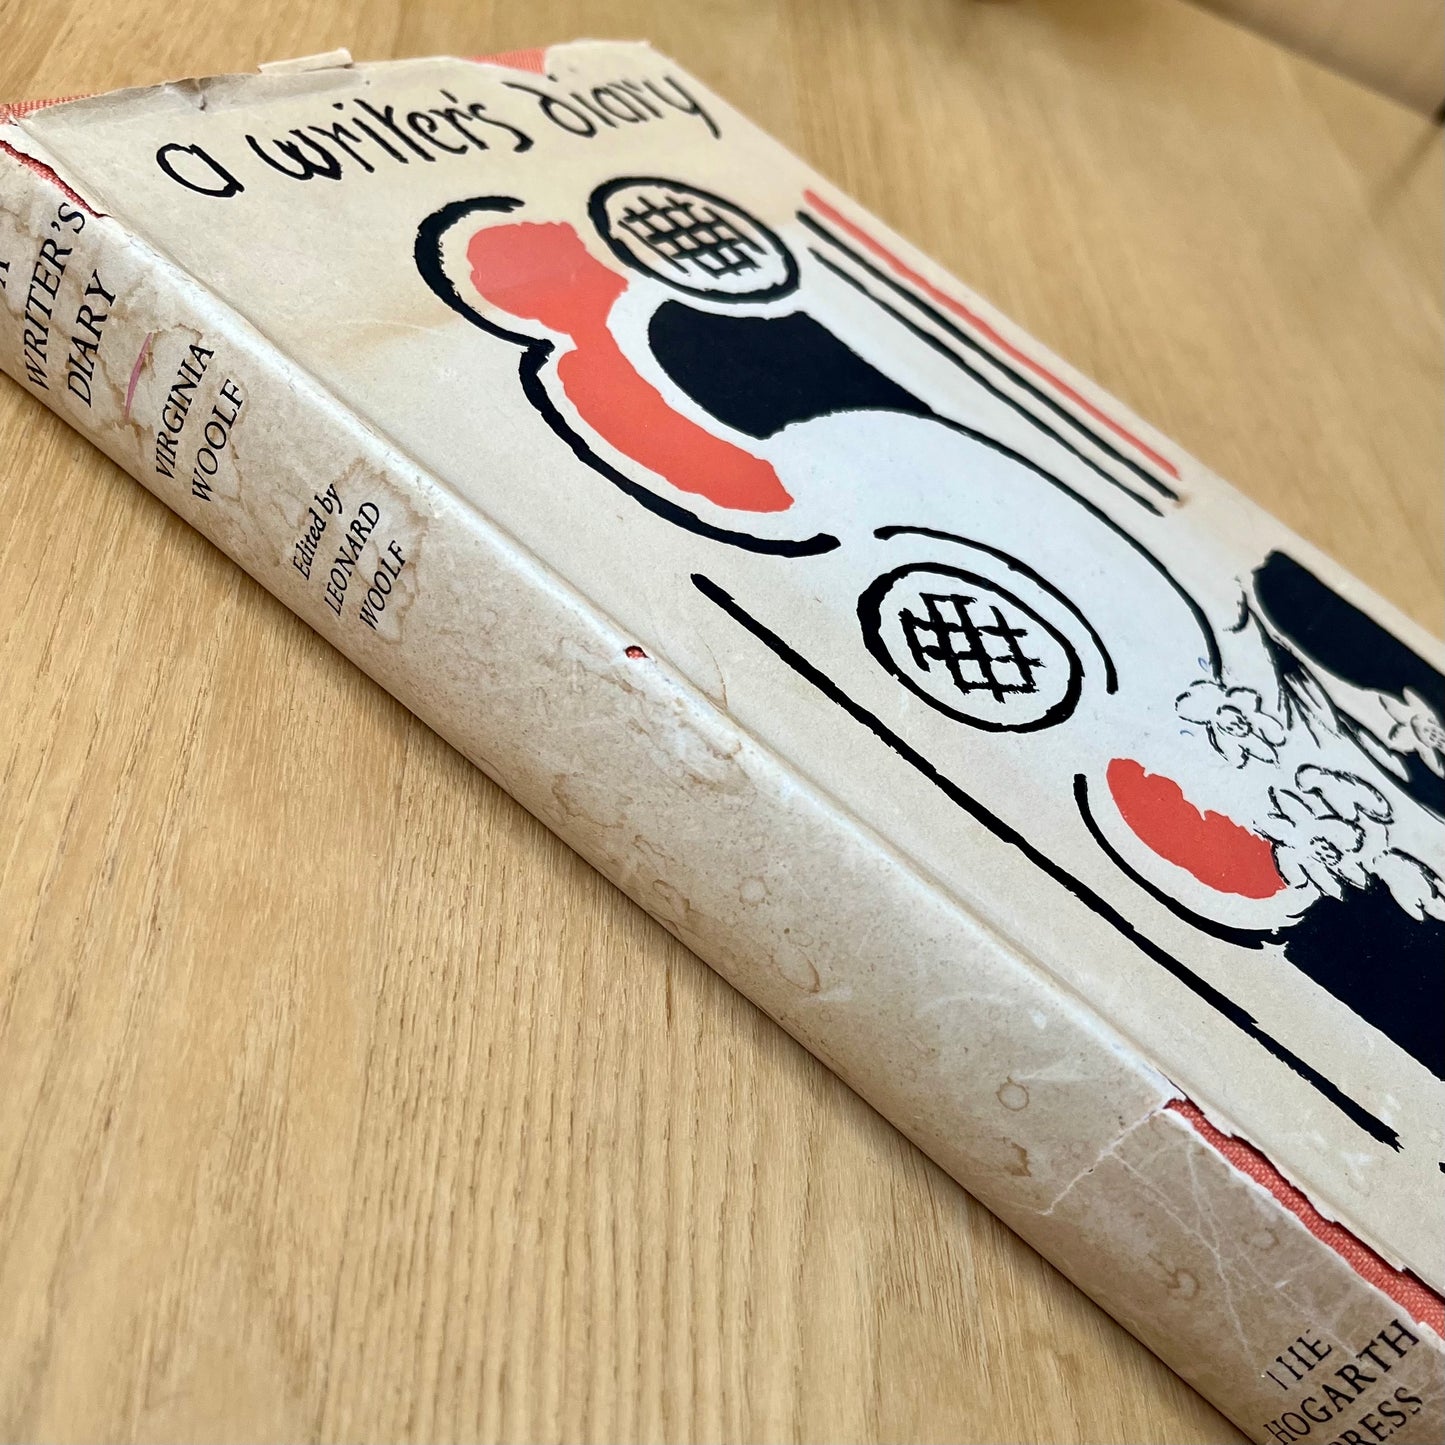 a writer's diary
A
WRITER'S
DIARY
VIRGINIA
WOOLF
Edited by
LEONARD
WOOLF
THE
HOGARTH
PRESS